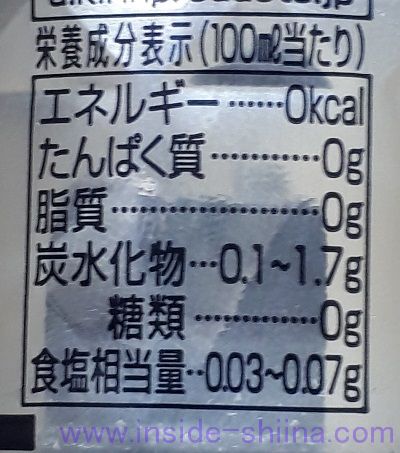 栄養成分表示(100mℓ当たり)
エネルギー……0kcal
たんぱく質…………0g
脂質………………0g
炭水化物…0.1~1.7g
糖類…………0g
食塩相当量…0.03~0.07g
www.inside-shiina.com